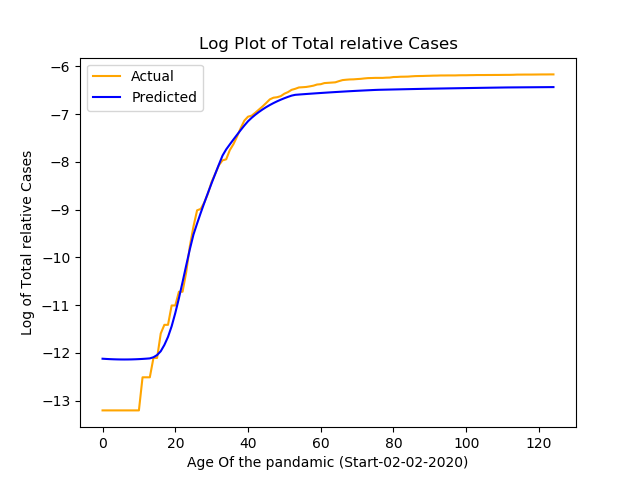 Log Plot of Total relative Cases
Actual
Predicted
−6
−7
−8
−9
−10
−11
−12
−13
Log of Total relative Cases
0 20 40 60 80 100 120
Age Of the pandamic (Start-02-02-2020)